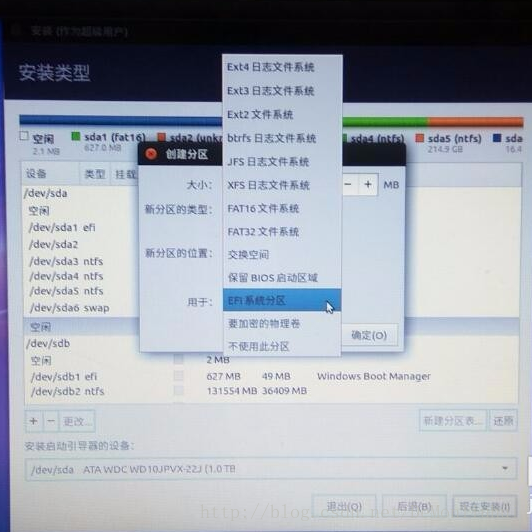 安装 (作为超级用户)
安装类型
空闲 sda1 (fat16) sda2 (unkn sda4 (ntfs) sda5 (ntfs) sda
2.1 MB 627.0 MB 214.9 GB 16.4
设备 类型 挂载
/dev/sda
空闲
/dev/sda1 efi
/dev/sda2
/dev/sda3 ntfs
/dev/sda4 ntfs
/dev/sda5 ntfs
/dev/sda6 swap
空闲
/dev/sdb
空闲 2 MB
/dev/sdb1 efi 627 MB 49 MB Windows Boot Manager
/dev/sdb2 ntfs 131554 MB 36409 MB
创建分区
大小: − + MB
新分区的类型:
新分区的位置:
用于:
Ext4 日志文件系统
Ext3 日志文件系统
Ext2 文件系统
btrfs 日志文件系统
JFS 日志文件系统
XFS 日志文件系统
FAT16 文件系统
FAT32 文件系统
交换空间
保留 BIOS 启动区域
EFI 系统分区
要加密的物理卷
不使用此分区
确定(O)
+ − 更改... 新建分区表... 还原
安装启动引导器的设备:
/dev/sda ATA WDC WD10JPVX-22J (1.0 TB
退出(Q) 后退(B) 现在安装(I)